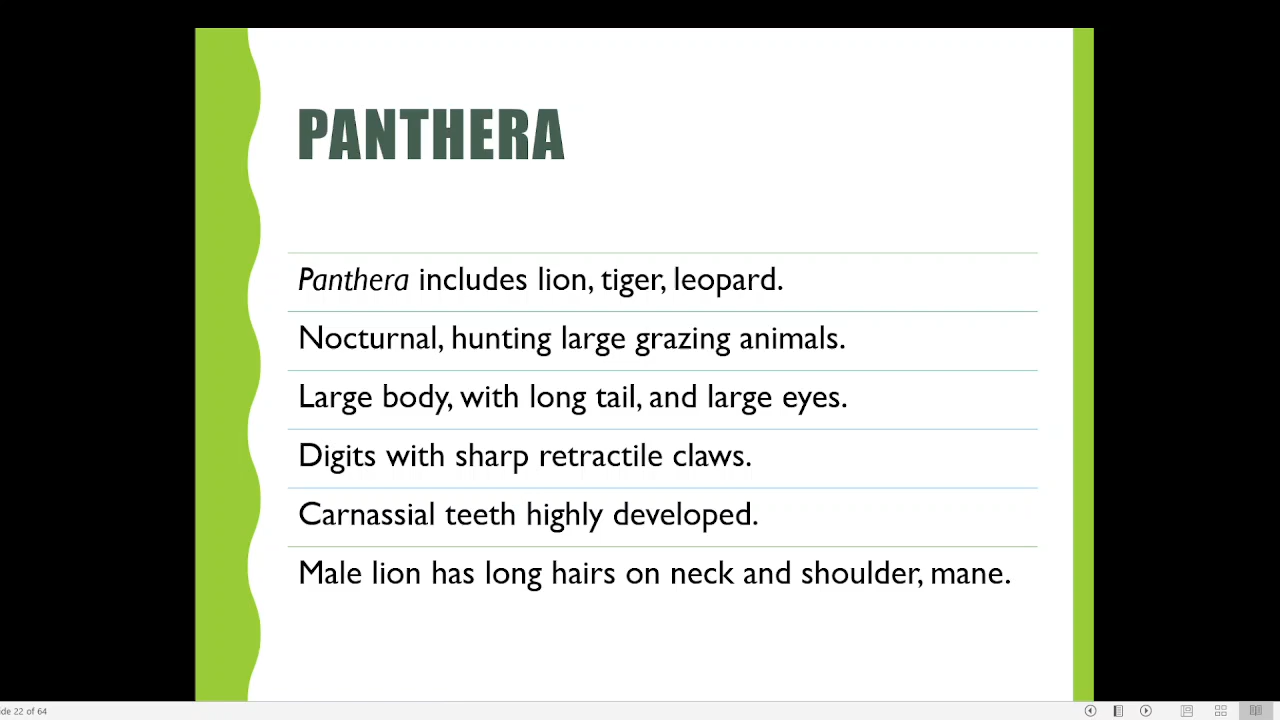 PANTHERA
Panthera includes lion, tiger, leopard.
Nocturnal, hunting large grazing animals.
Large body, with long tail, and large eyes.
Digits with sharp retractile claws.
Carnassial teeth highly developed.
Male lion has long hairs on neck and shoulder, mane.
ide 22 of 64